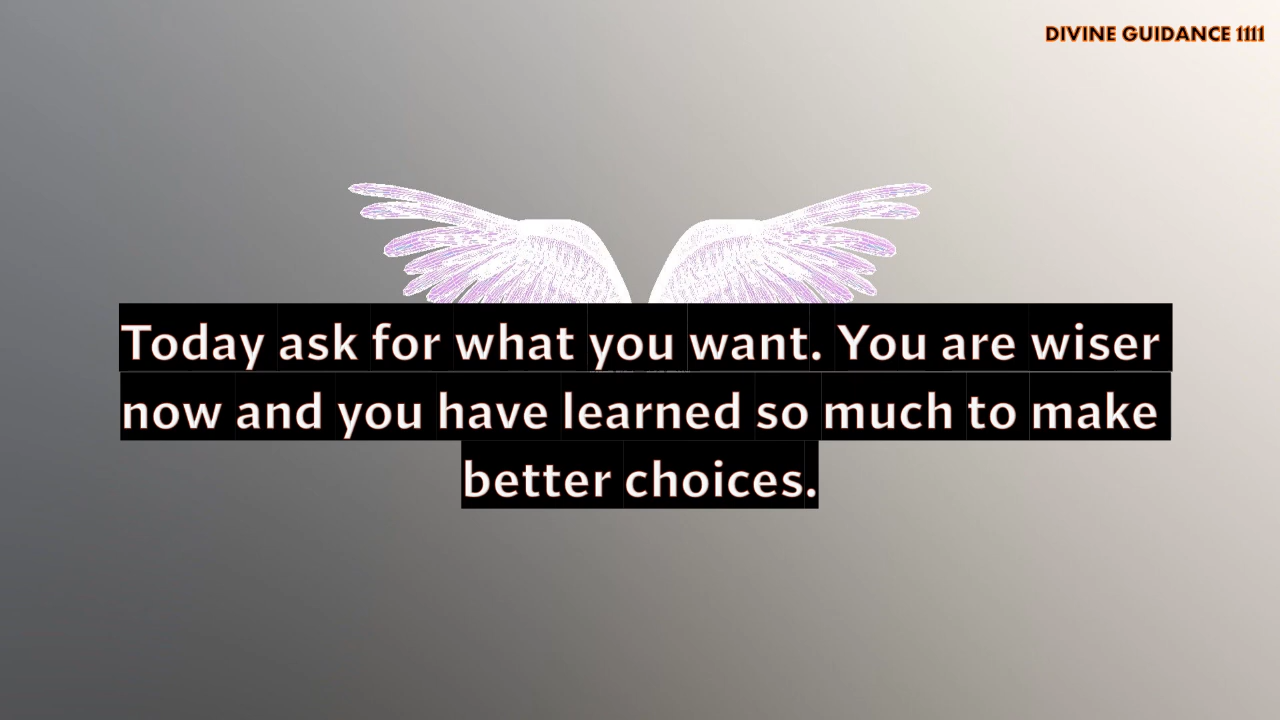 DIVINE GUIDANCE 1111
Today ask for what you want. You are wiser
now and you have learned so much to make
better choices.